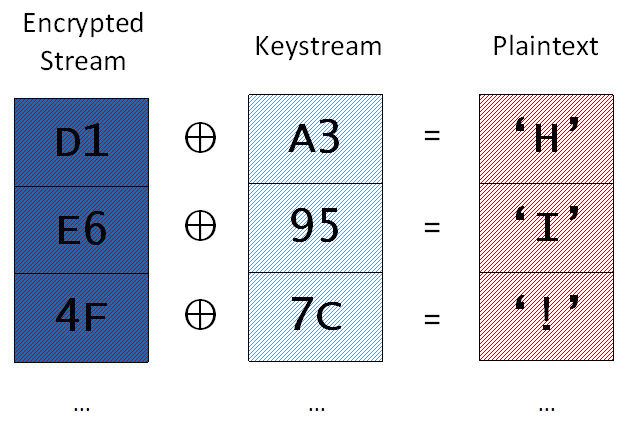 Encrypted
Stream
Keystream
Plaintext
D1 ⊕ A3 = ‘H’
E6 ⊕ 95 = ‘I’
4F ⊕ 7C = ‘!’
... ... ...